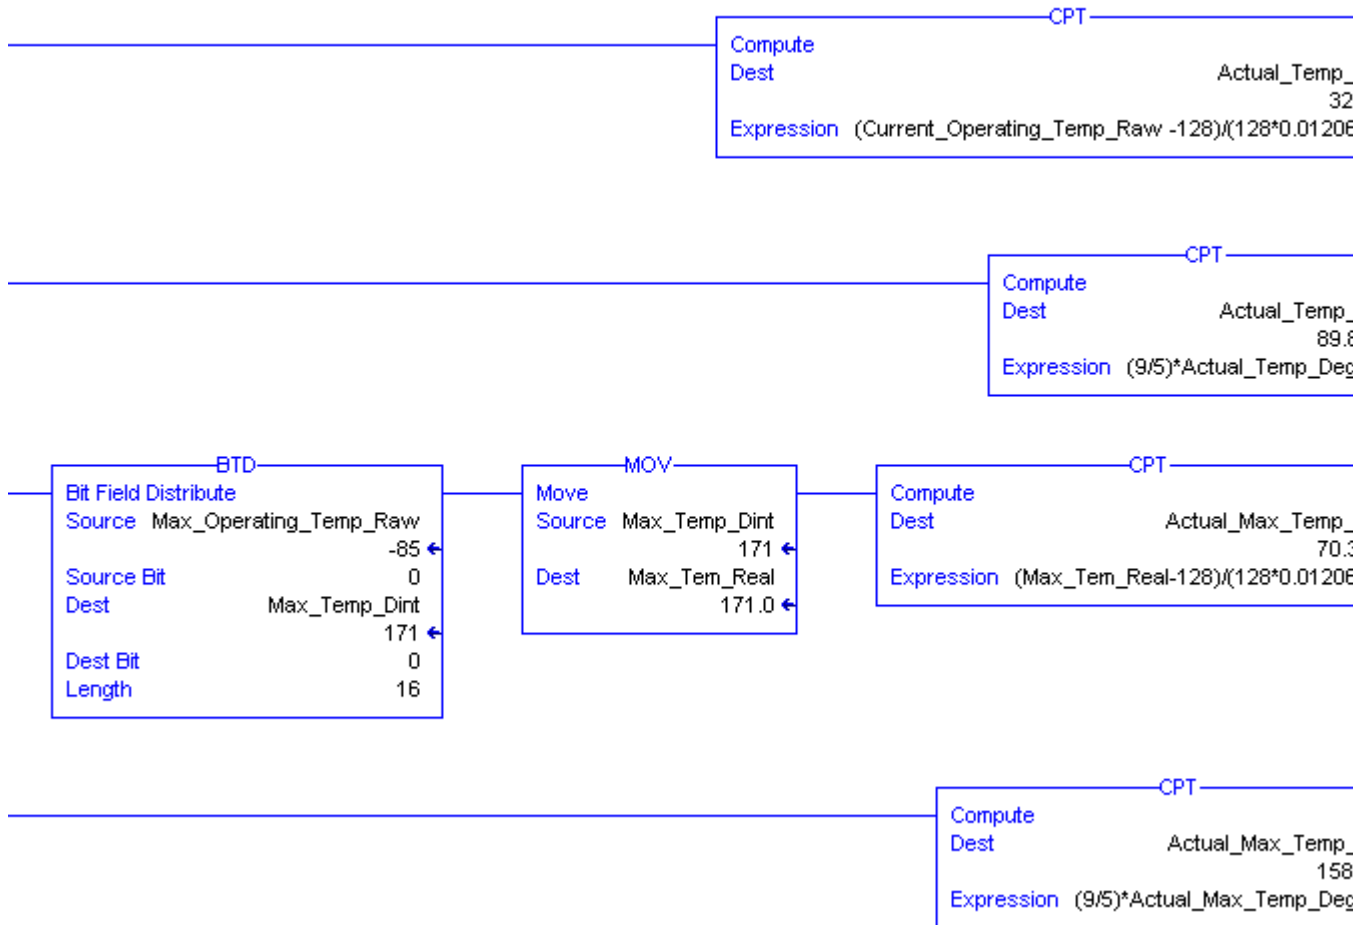 CPT
Compute
Dest Actual_Temp_
32
Expression (Current_Operating_Temp_Raw -128)/(128*0.01206
CPT
Compute
Dest Actual_Temp_
89.8
Expression (9/5)*Actual_Temp_Deg
BTD
Bit Field Distribute
Source Max_Operating_Temp_Raw
-85
Source Bit 0
Dest Max_Temp_Dint
171
Dest Bit 0
Length 16
MOV
Move
Source Max_Temp_Dint
171
Dest Max_Tem_Real
171.0
CPT
Compute
Dest Actual_Max_Temp_
70.3
Expression (Max_Tem_Real-128)/(128*0.01206
CPT
Compute
Dest Actual_Max_Temp_
158
Expression (9/5)*Actual_Max_Temp_Deg